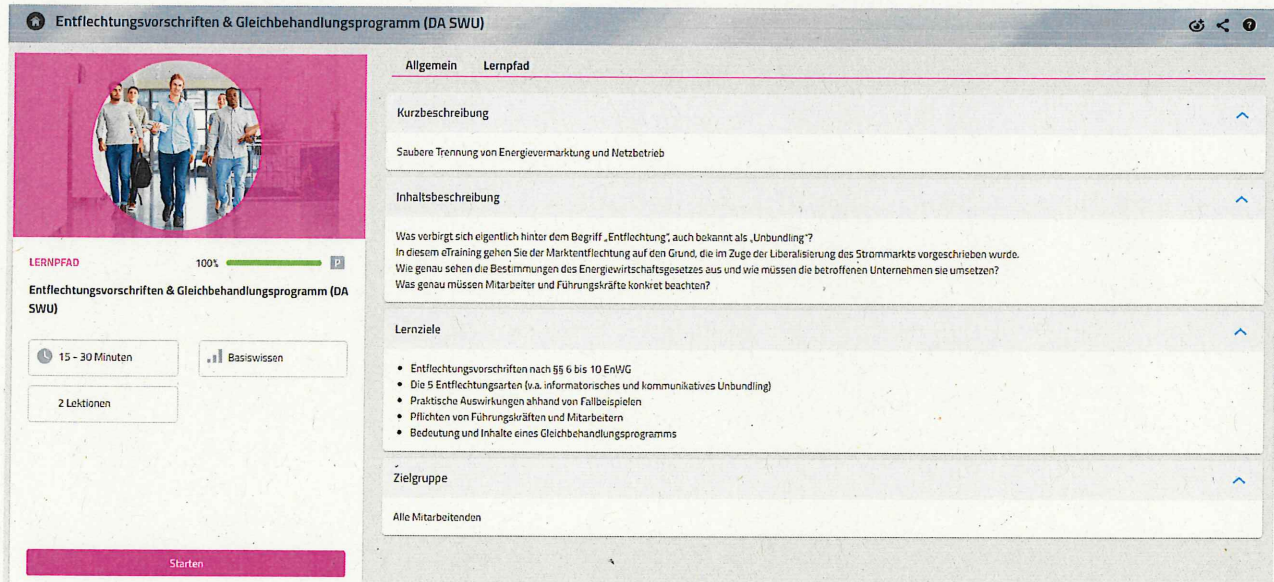 Entflechtungsvorschriften & Gleichbehandlungsprogramm (DA SWU)
Allgemein Lernpfad
Kurzbeschreibung
Saubere Trennung von Energievermarktung und Netzbetrieb
Inhaltsbeschreibung
Was verbirgt sich eigentlich hinter dem Begriff „Entflechtung", auch bekannt als „Unbundling"?
In diesem eTraining gehen Sie der Marktentflechtung auf den Grund, die im Zuge der Liberalisierung des Strommarkts vorgeschrieben wurde.
Wie genau sehen die Bestimmungen des Energiewirtschaftsgesetzes aus und wie müssen die betroffenen Unternehmen sie umsetzen?
Was genau müssen Mitarbeiter und Führungskräfte konkret beachten?
LERNPFAD 100% P
Entflechtungsvorschriften & Gleichbehandlungsprogramm (DA
SWU)
15 - 30 Minuten Basiswissen
2 Lektionen
Starten
Lernziele
• Entflechtungsvorschriften nach §§ 6 bis 10 EnWG
• Die 5 Entflechtungsarten (v.a. informatorisches und kommunikatives Unbundling)
• Praktische Auswirkungen ahhand von Fallbeispielen
• Pflichten von Führungskräften und Mitarbeitern
• Bedeutung und Inhalte eines Gleichbehandlungsprogramms
Zielgruppe
Alle Mitarbeitenden